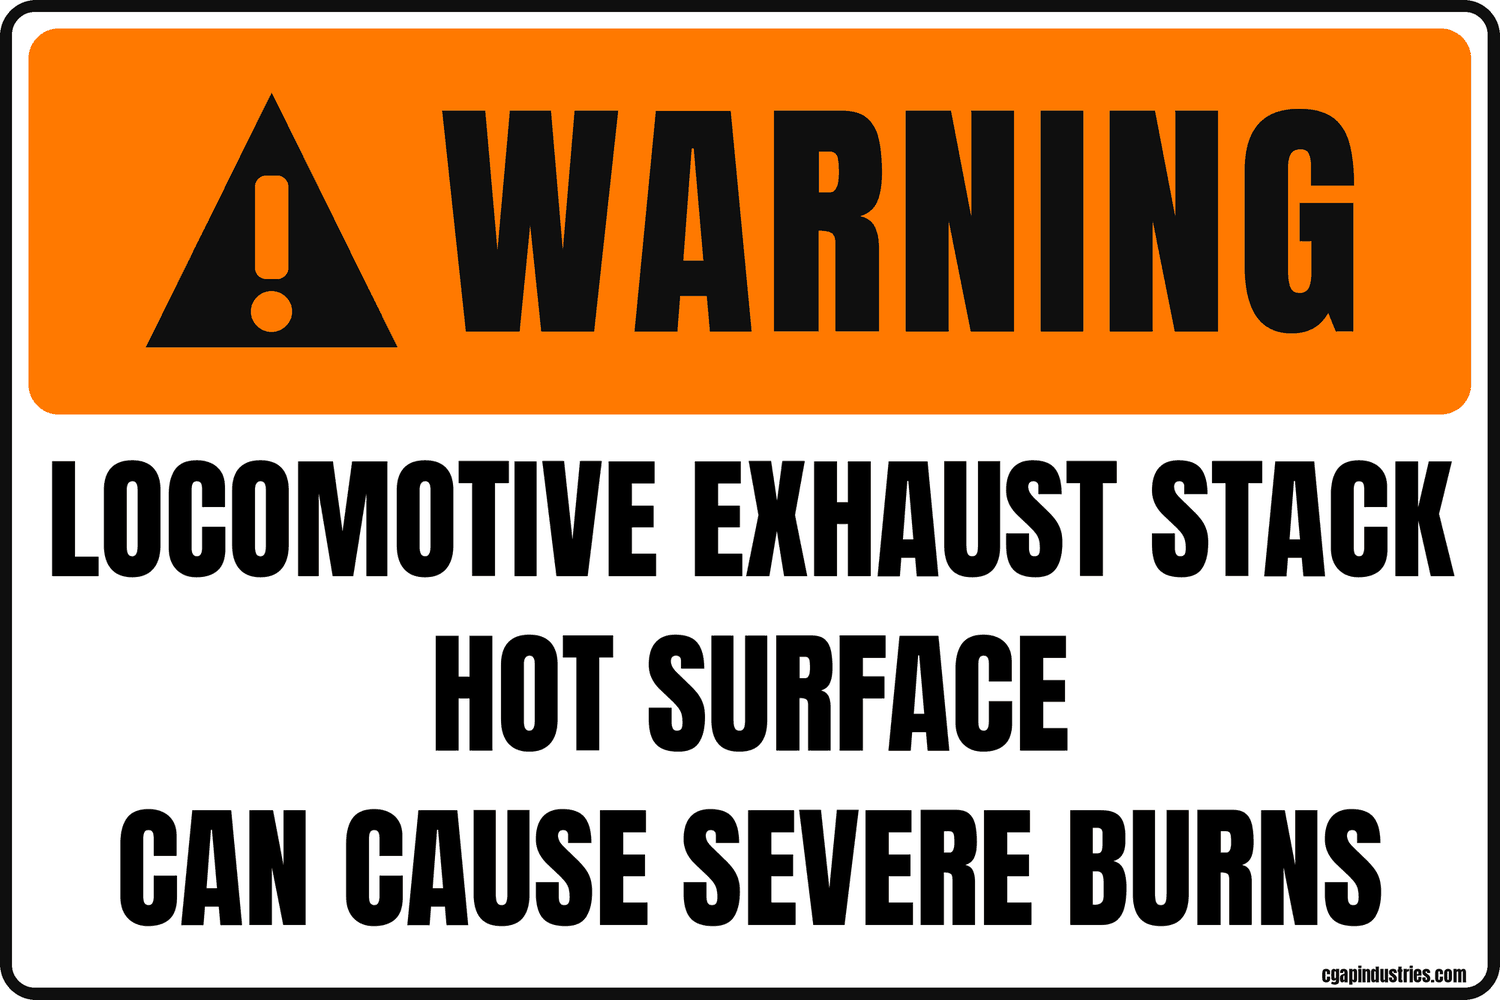 WARNING
LOCOMOTIVE EXHAUST STACK
HOT SURFACE
CAN CAUSE SEVERE BURNS
cgapindustries.com